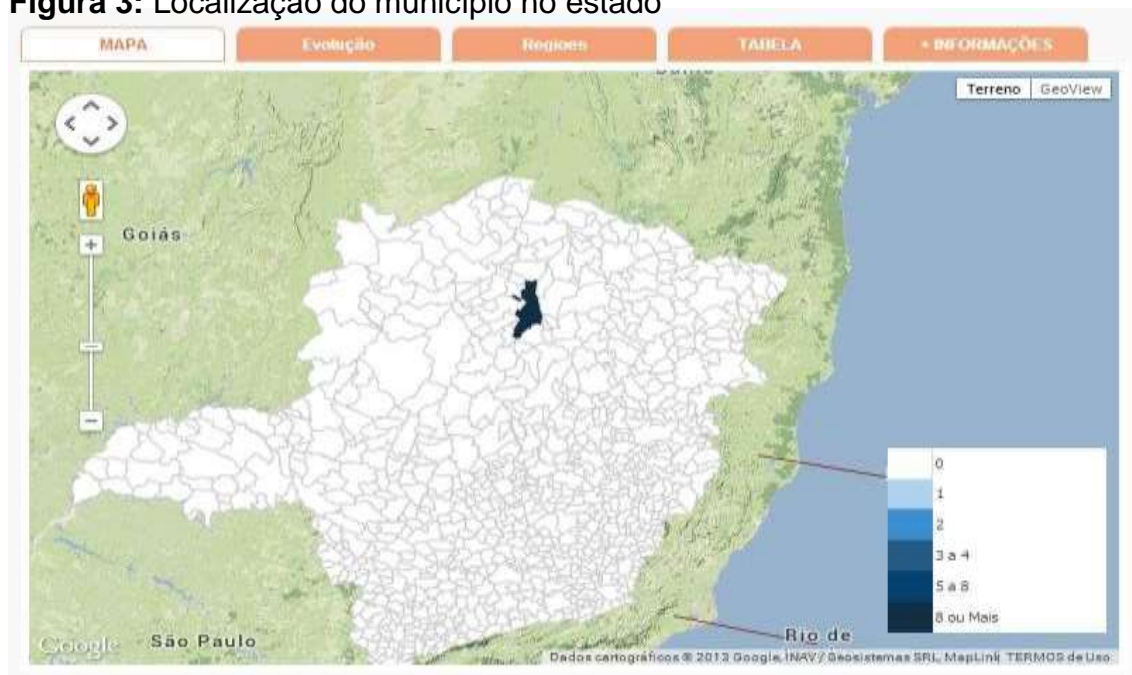 Figura 3: Localização do município no estado
MAPA
Evolução
Regioes
TABELA
+ INFORMAÇÕES
Terreno
GeoView
Goiás
0
1
2
3 a 4
5 a 8
8 ou Mais
Google
São Paulo
Rio de
Dados cartográficos © 2013 Google, INAV / Geosistemas SRL, MapLink TERMOS de Uso